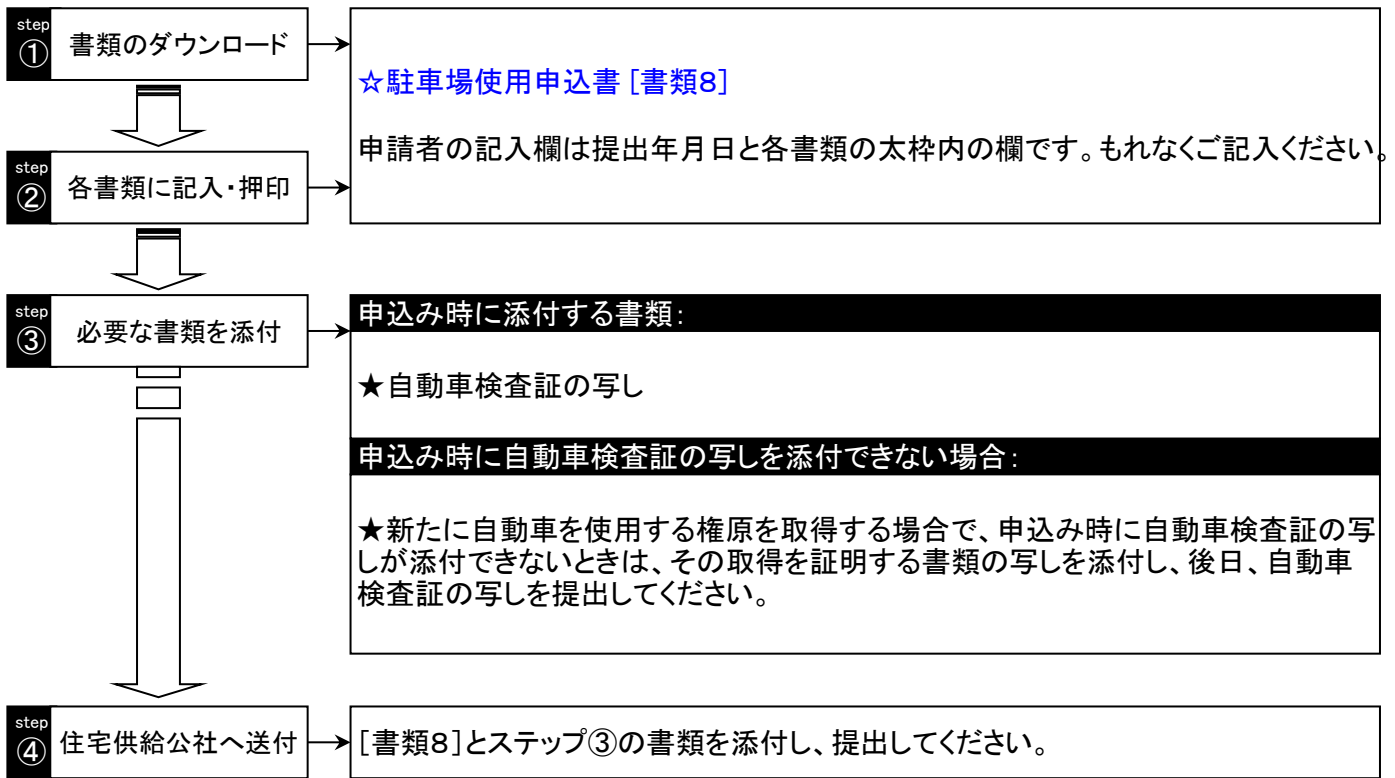 step
①
書類のダウンロード
☆駐車場使用申込書 [書類8]
申請者の記入欄は提出年月日と各書類の太枠内の欄です。もれなくご記入ください。
step
②
各書類に記入・押印
step
③
必要な書類を添付
申込み時に添付する書類：
★自動車検査証の写し
申込み時に自動車検査証の写しを添付できない場合：
★新たに自動車を使用する権原を取得する場合で、申込み時に自動車検査証の写
しが添付できないときは、その取得を証明する書類の写しを添付し、後日、自動車
検査証の写しを提出してください。
step
④
住宅供給公社へ送付
[書類8]とステップ③の書類を添付し、提出してください。